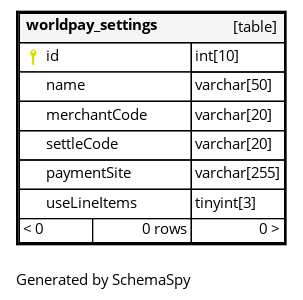 worldpay_settings [table]
id int[10]
name varchar[50]
merchantCode varchar[20]
settleCode varchar[20]
paymentSite varchar[255]
useLineItems tinyint[3]
< 0 0 rows 0 >
Generated by SchemaSpy